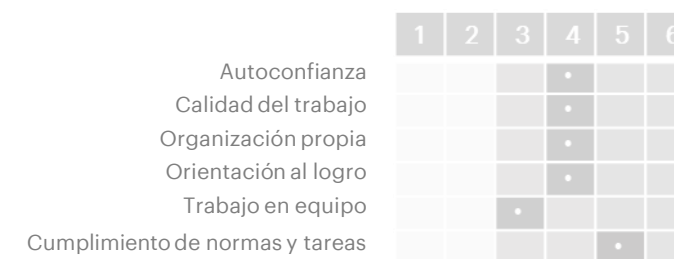 1 2 3 4 5 6
Autoconfianza
Calidad del trabajo
Organización propia
Orientación al logro
Trabajo en equipo
Cumplimiento de normas y tareas